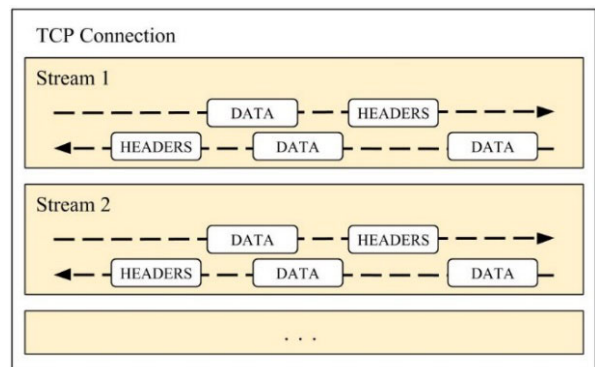 TCP Connection
Stream 1
DATA HEADERS
HEADERS DATA DATA
Stream 2
DATA HEADERS
HEADERS DATA DATA
. . .